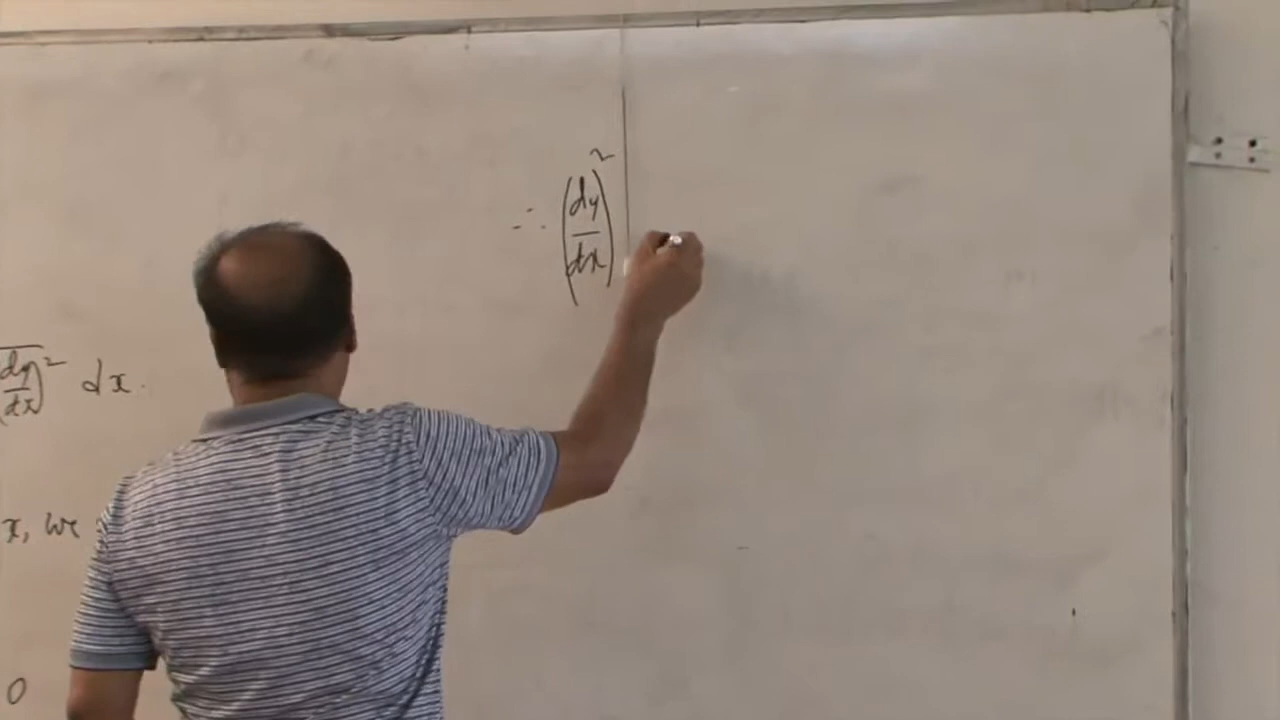 ∴ (dy/dx)²
(dy/dx)² dx.
x, we
0